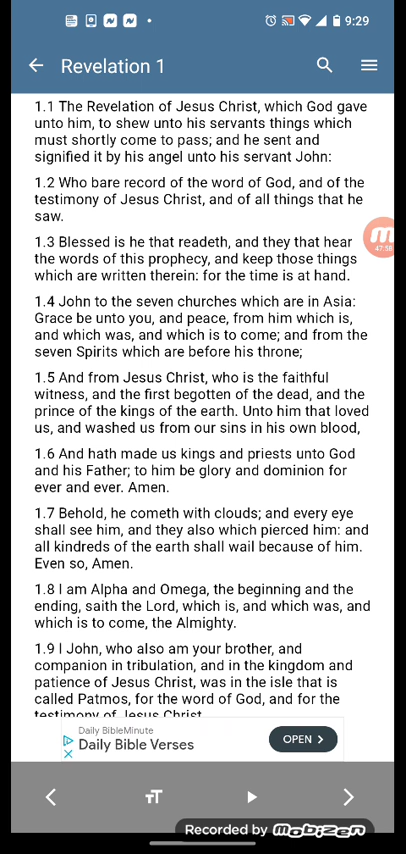 9:29
Revelation 1
1.1 The Revelation of Jesus Christ, which God gave
unto him, to shew unto his servants things which
must shortly come to pass; and he sent and
signified it by his angel unto his servant John:
1.2 Who bare record of the word of God, and of the
testimony of Jesus Christ, and of all things that he
saw.
1.3 Blessed is he that readeth, and they that hear
the words of this prophecy, and keep those things
which are written therein: for the time is at hand.
1.4 John to the seven churches which are in Asia:
Grace be unto you, and peace, from him which is,
and which was, and which is to come; and from the
seven Spirits which are before his throne;
1.5 And from Jesus Christ, who is the faithful
witness, and the first begotten of the dead, and the
prince of the kings of the earth. Unto him that loved
us, and washed us from our sins in his own blood,
1.6 And hath made us kings and priests unto God
and his Father; to him be glory and dominion for
ever and ever. Amen.
1.7 Behold, he cometh with clouds; and every eye
shall see him, and they also which pierced him: and
all kindreds of the earth shall wail because of him.
Even so, Amen.
1.8 I am Alpha and Omega, the beginning and the
ending, saith the Lord, which is, and which was, and
which is to come, the Almighty.
1.9 I John, who also am your brother, and
companion in tribulation, and in the kingdom and
patience of Jesus Christ, was in the isle that is
called Patmos, for the word of God, and for the
testimony of Jesus Christ
m
47:58
Daily BibleMinute
Daily Bible Verses
OPEN
TT
Recorded by mobizen